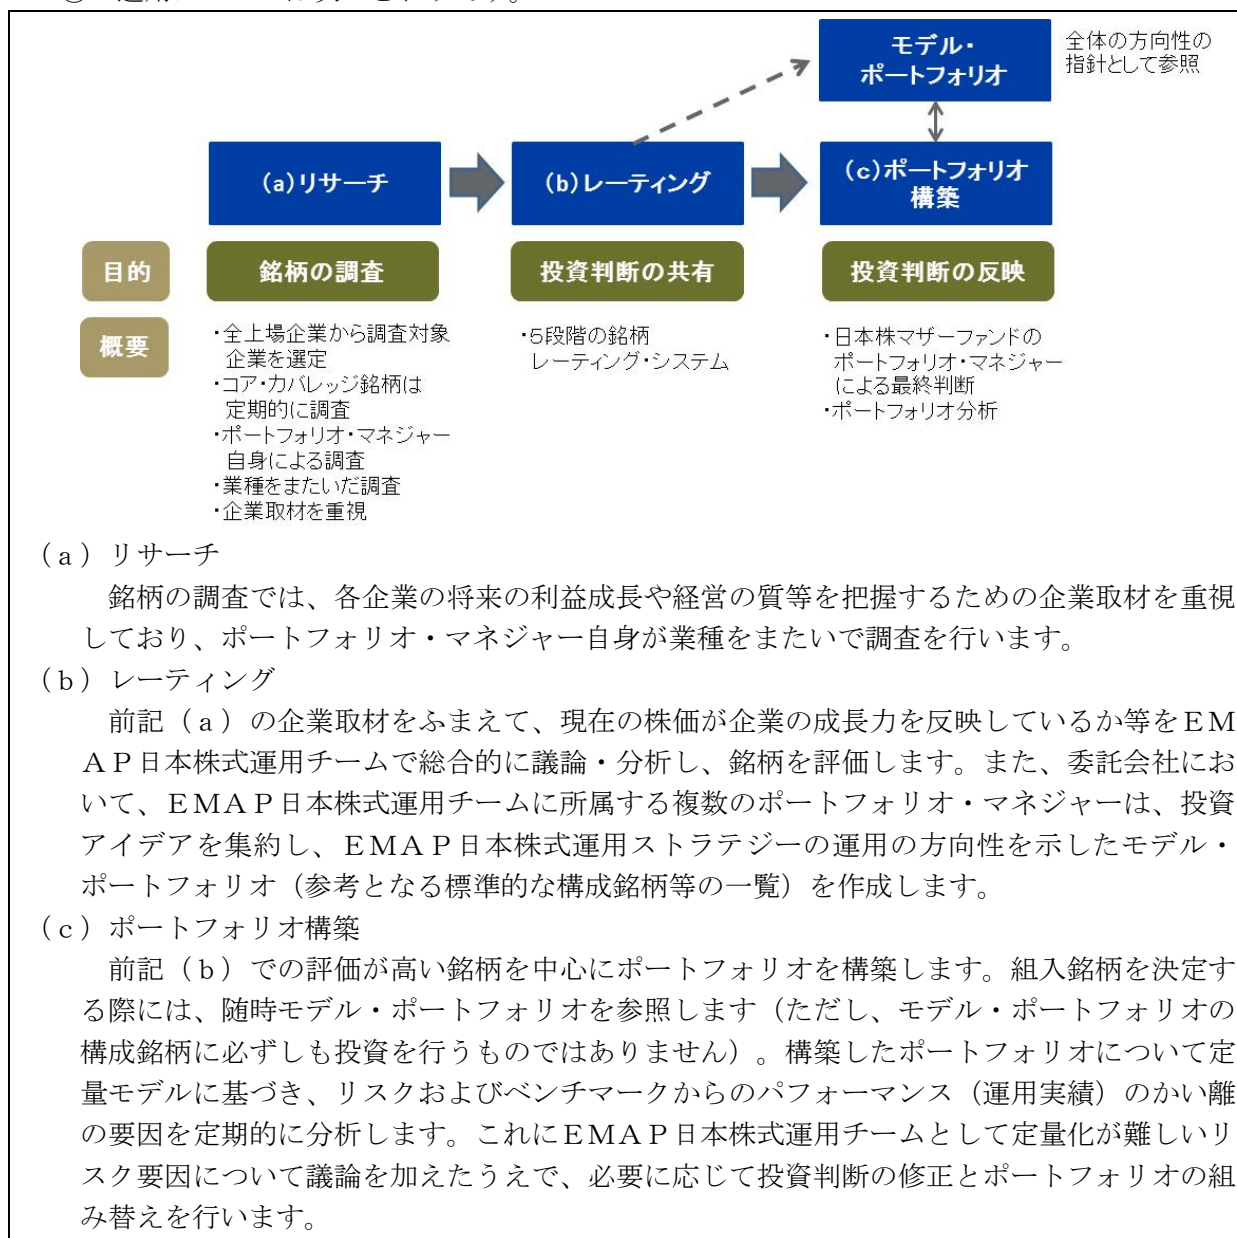 モデル・
ポートフォリオ
全体の方向性の
指針として参照
(a)リサーチ
(b)レーティング
(c)ポートフォリオ
構築
目的
銘柄の調査
投資判断の共有
投資判断の反映
概要
・全上場企業から調査対象
企業を選定
・コア・カバレッジ銘柄は
定期的に調査
・ポートフォリオ・マネジャー
自身による調査
・業種をまたいだ調査
・企業取材を重視
・5段階の銘柄
レーティング・システム
・日本株マザーファンドの
ポートフォリオ・マネジャー
による最終判断
・ポートフォリオ分析
(a)リサーチ
銘柄の調査では、各企業の将来の利益成長や経営の質等を把握するための企業取材を重視
しており、ポートフォリオ・マネジャー自身が業種をまたいで調査を行います。
(b)レーティング
前記(a)の企業取材をふまえて、現在の株価が企業の成長力を反映しているか等をEM
AP日本株式運用チームで総合的に議論・分析し、銘柄を評価します。また、委託会社にお
いて、EMAP日本株式運用チームに所属する複数のポートフォリオ・マネジャーは、投資
アイデアを集約し、EMAP日本株式運用ストラテジーの運用の方向性を示したモデル・
ポートフォリオ(参考となる標準的な構成銘柄等の一覧)を作成します。
(c)ポートフォリオ構築
前記(b)での評価が高い銘柄を中心にポートフォリオを構築します。組入銘柄を決定す
る際には、随時モデル・ポートフォリオを参照します(ただし、モデル・ポートフォリオの
構成銘柄に必ずしも投資を行うものではありません)。構築したポートフォリオについて定
量モデルに基づき、リスクおよびベンチマークからのパフォーマンス(運用実績)のかい離
の要因を定期的に分析します。これにEMAP日本株式運用チームとして定量化が難しいリ
スク要因について議論を加えたうえで、必要に応じて投資判断の修正とポートフォリオの組
み替えを行います。